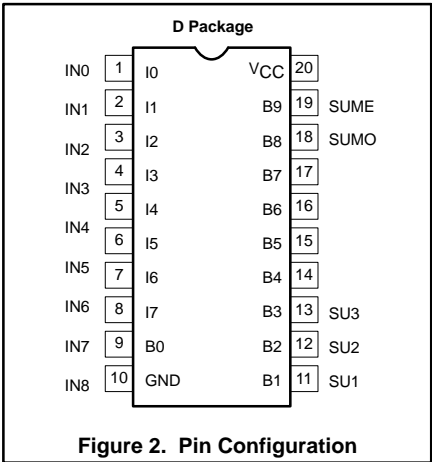 D Package
IN0 1 I0 VCC 20
IN1 2 I1 B9 19 SUME
IN2 3 I2 B8 18 SUMO
IN3 4 I3 B7 17
IN4 5 I4 B6 16
IN5 6 I5 B5 15
IN6 7 I6 B4 14
IN7 8 I7 B3 13 SU3
IN8 9 B0 B2 12 SU2
10 GND B1 11 SU1
Figure 2. Pin Configuration